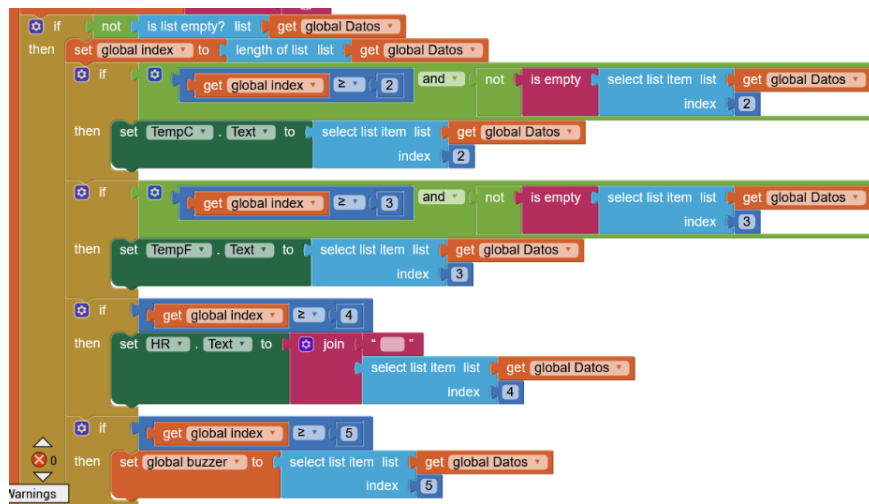 if not is list empty? list get global Datos
then set global index to length of list list get global Datos
if get global index ≥ 2 and not is empty select list item list get global Datos
index 2
then set TempC . Text to select list item list get global Datos
index 2
if get global index ≥ 3 and not is empty select list item list get global Datos
index 3
then set TempF . Text to select list item list get global Datos
index 3
if get global index ≥ 4
then set HR . Text to join " "
select list item list get global Datos
index 4
if get global index ≥ 5
0 then set global buzzer to select list item list get global Datos
index 5
Warnings